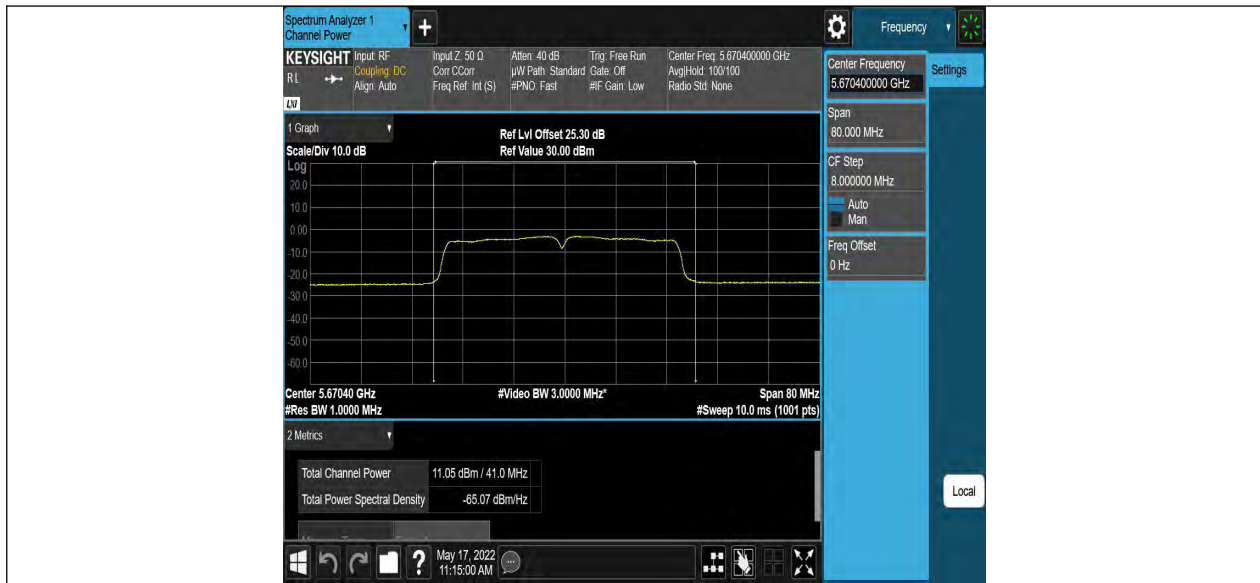 Spectrum Analyzer 1
Channel Power
+
Frequency
KEYSIGHT
RL
LXI
Input: RF
Coupling: DC
Align: Auto
Input Z: 50 Ω
Corr CCorr
Freq Ref: Int (S)
Atten: 40 dB
µW Path: Standard
#PNO: Fast
Trig: Free Run
Gate: Off
#IF Gain: Low
Center Freq: 5.670400000 GHz
Avg|Hold: 100/100
Radio Std: None
Center Frequency
5.670400000 GHz
Settings
Span
80.000 MHz
CF Step
8.000000 MHz
Auto
Man
Freq Offset
0 Hz
Local
1 Graph
Scale/Div 10.0 dB
Ref Lvl Offset 25.30 dB
Ref Value 30.00 dBm
Log
20.0
10.0
0.00
-10.0
-20.0
-30.0
-40.0
-50.0
-60.0
Center 5.67040 GHz
#Video BW 3.0000 MHz*
Span 80 MHz
#Res BW 1.0000 MHz
#Sweep 10.0 ms (1001 pts)
2 Metrics
Total Channel Power 11.05 dBm / 41.0 MHz
Total Power Spectral Density -65.07 dBm/Hz
?
May 17, 2022
11:15:00 AM